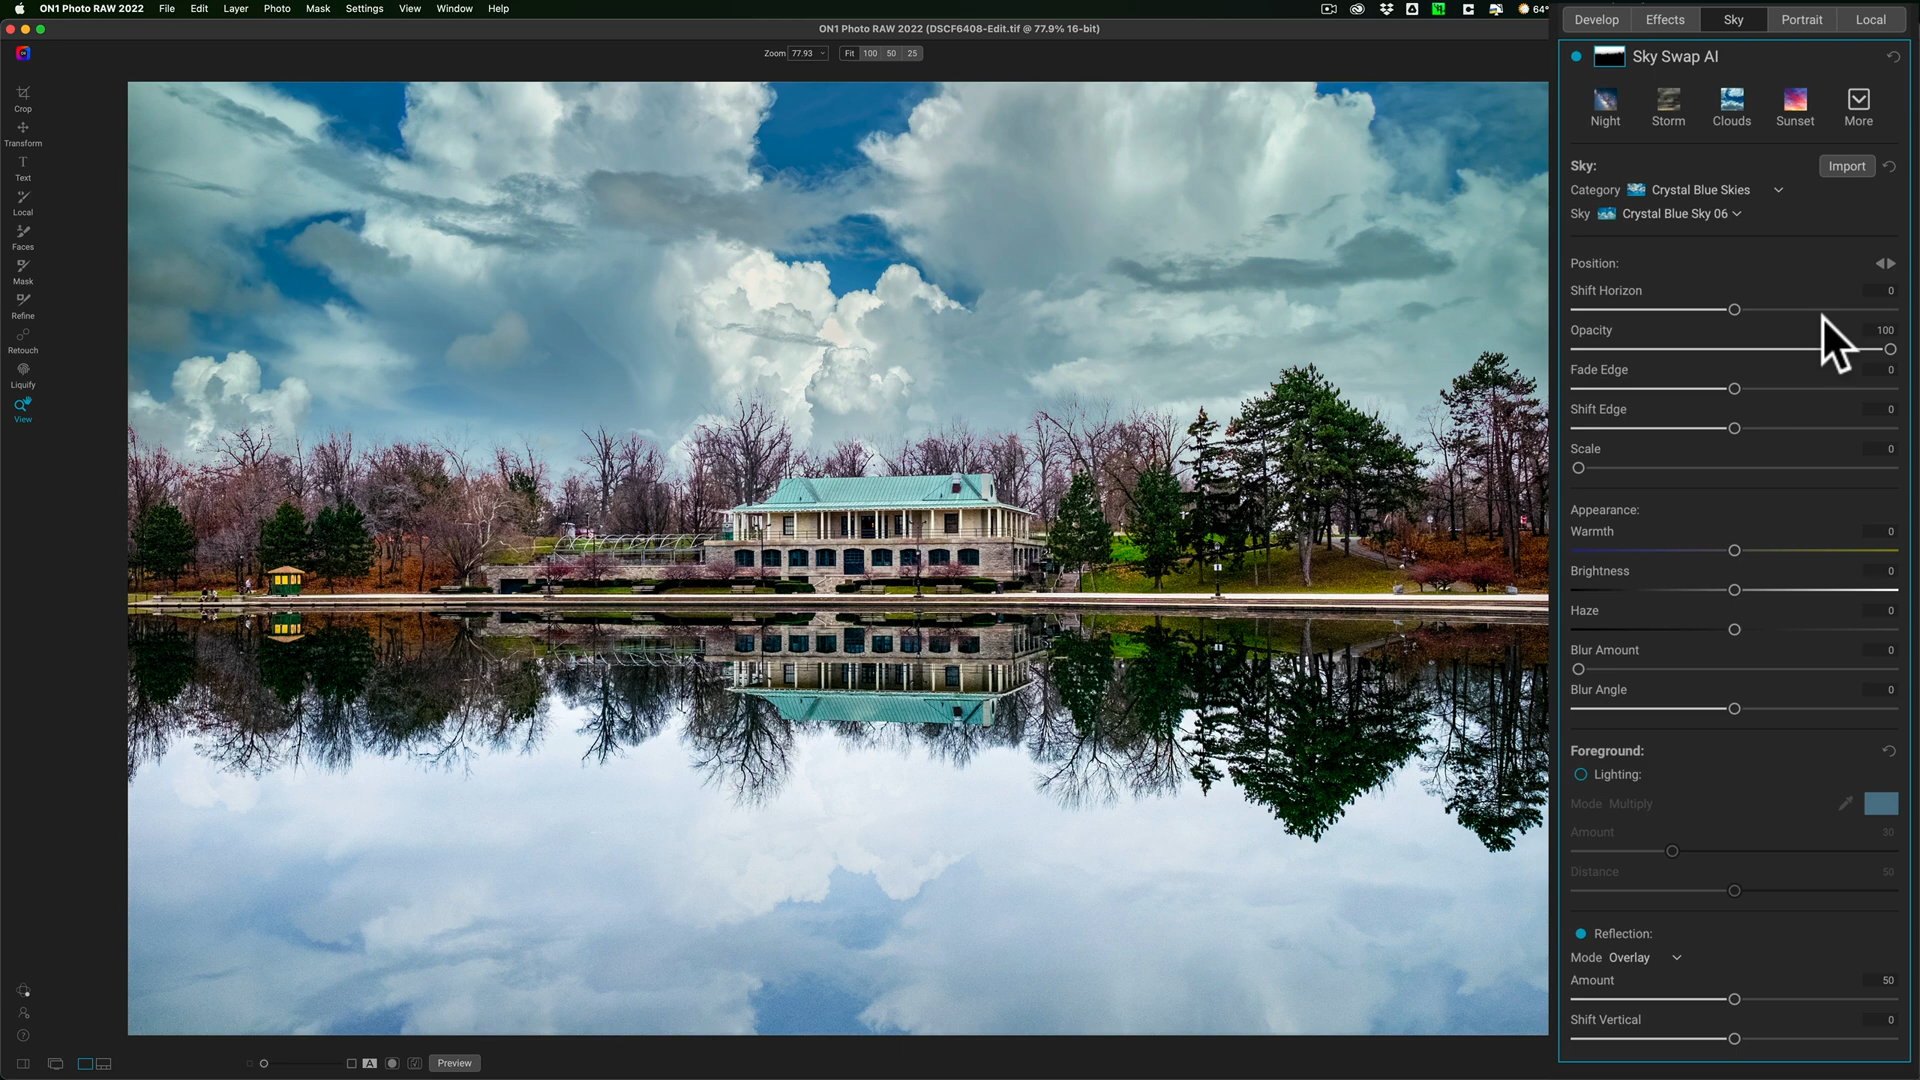 ON1 Photo RAW 2022 File Edit Layer Photo Mask Settings View Window Help 64°
ON1 Photo RAW 2022 (DSCF6408-Edit.tif @ 77.9% 16-bit)
Zoom 77.93 Fit 100 50 25
Crop
Transform
Text
Local
Faces
Mask
Refine
Retouch
Liquify
View
A Preview
Develop Effects Sky Portrait Local
Sky Swap AI
Night Storm Clouds Sunset More
Sky: Import
Category Crystal Blue Skies
Sky Crystal Blue Sky 06
Position:
Shift Horizon 0
Opacity 100
Fade Edge 0
Shift Edge 0
Scale 0
Appearance:
Warmth 0
Brightness 0
Haze 0
Blur Amount 0
Blur Angle 0
Foreground:
Lighting:
Mode Multiply
Amount 30
Distance 50
Reflection:
Mode Overlay
Amount 50
Shift Vertical 0